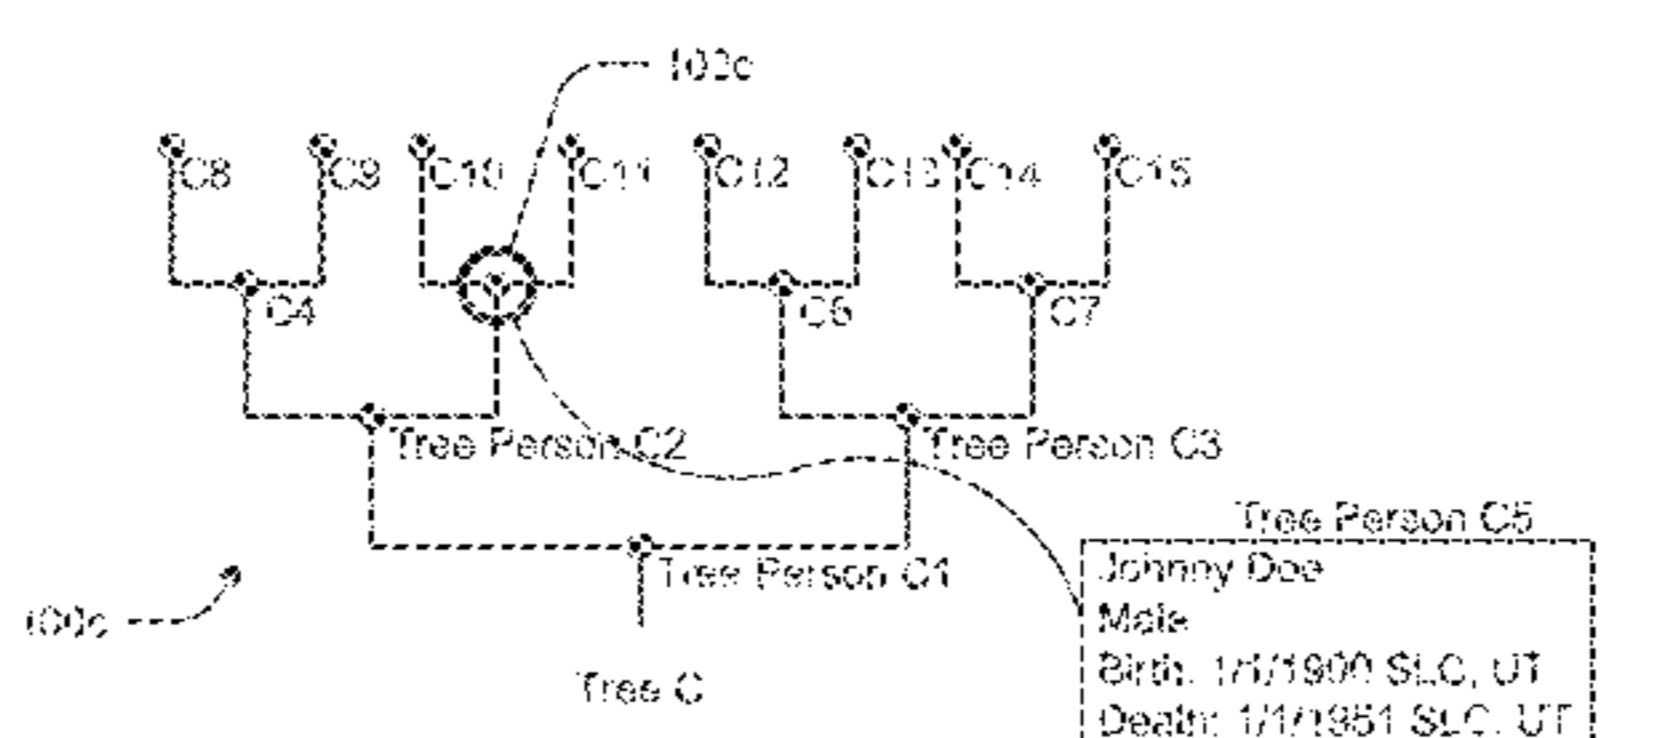 102c
C8 C9 C10 C11 C12 C13 C14 C15
C4 C6 C7
Tree Person C2 Tree Person C3
Tree Person C5
Tree Person C1
Johnny Doe
100c
Male
Birth: 1/1/1900 SLC, UT
Tree C
Death: 1/1/1951 SLC, UT